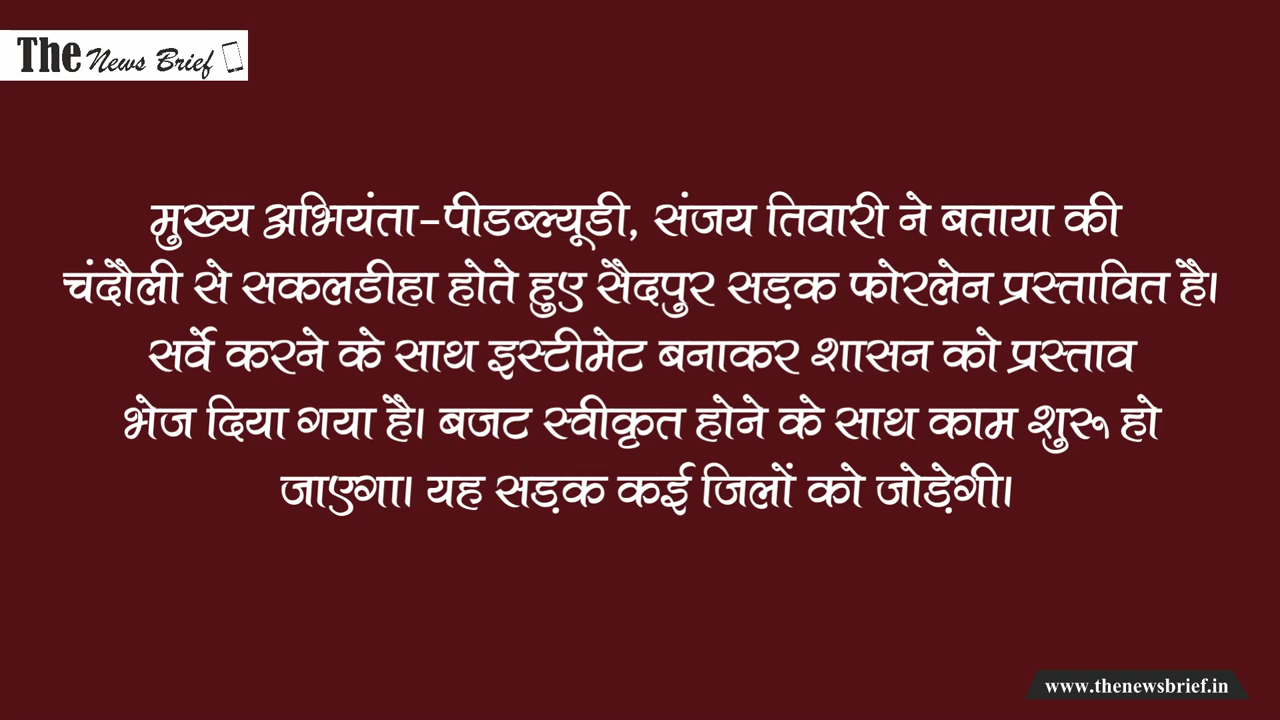 The News Brief
मुख्य अभियंता-पीडब्ल्यूडी, संजय तिवारी ने बताया की
चंदौली से सकलडीहा होते हुए सैदपुर सड़क फोरलेन प्रस्तावित है।
सर्वे करने के साथ इस्टीमेट बनाकर शासन को प्रस्ताव
भेज दिया गया है। बजट स्वीकृत होने के साथ काम शुरू हो
जाएगा। यह सड़क कई जिलों को जोड़ेगी।
www.thenewsbrief.in